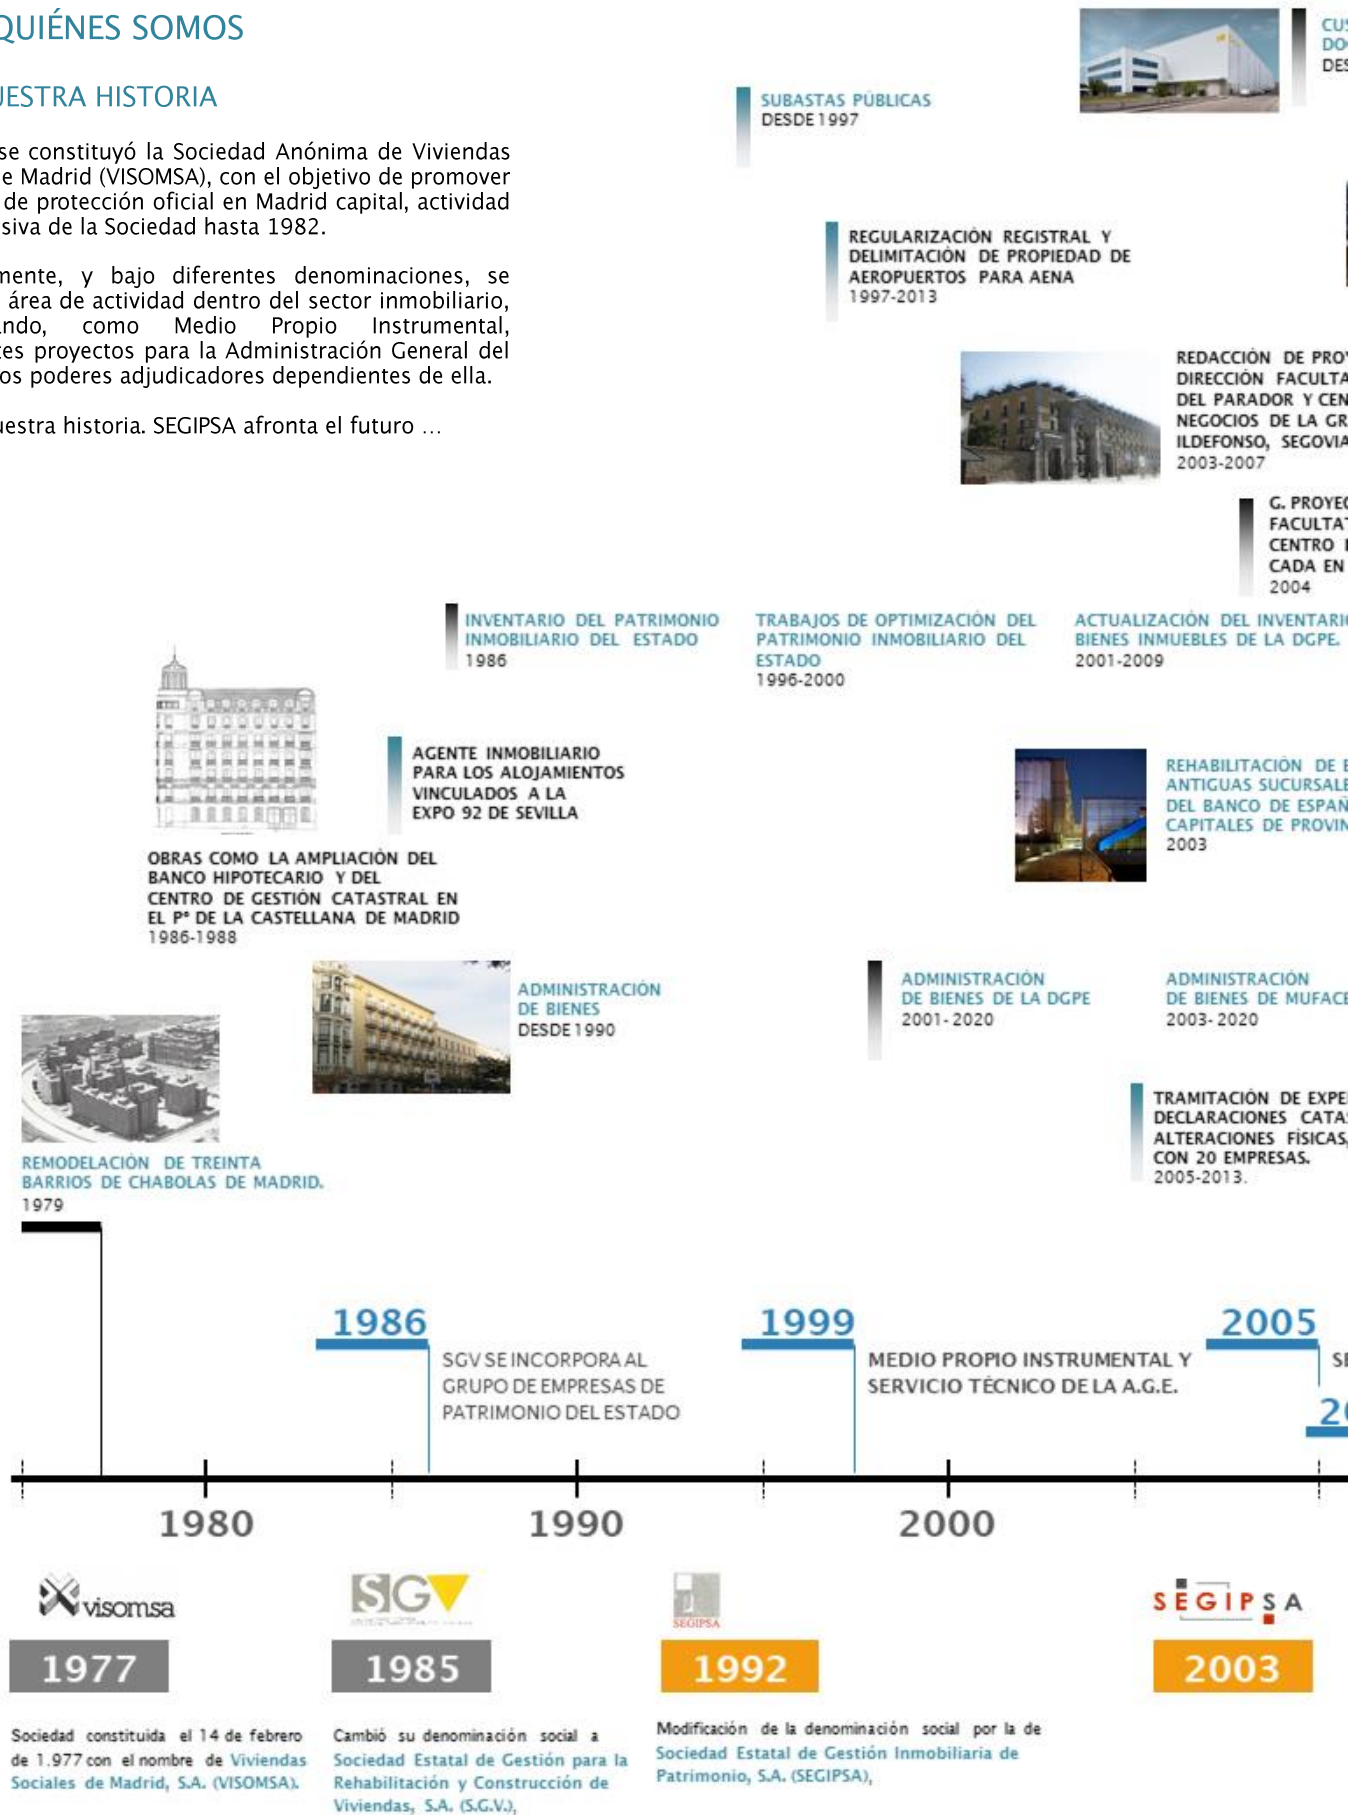 QUIÉNES SOMOS
UESTRA HISTORIA
se constituyó la Sociedad Anónima de Viviendas
e Madrid (VISOMSA), con el objetivo de promover
de protección oficial en Madrid capital, actividad
siva de la Sociedad hasta 1982.
mente, y bajo diferentes denominaciones, se
área de actividad dentro del sector inmobiliario,
ando, como Medio Propio Instrumental,
tes proyectos para la Administración General del
os poderes adjudicadores dependientes de ella.
uestra historia. SEGIPSA afronta el futuro …
CUS
DO
DES
SUBASTAS PÚBLICAS
DESDE 1997
REGULARIZACIÓN REGISTRAL Y
DELIMITACIÓN DE PROPIEDAD DE
AEROPUERTOS PARA AENA
1997-2013
REDACCIÓN DE PROY
DIRECCIÓN FACULTA
DEL PARADOR Y CEN
NEGOCIOS DE LA GR
ILDEFONSO, SEGOVIA
2003-2007
G. PROYEC
FACULTAT
CENTRO
CADA EN
2004
INVENTARIO DEL PATRIMONIO
INMOBILIARIO DEL ESTADO
1986
TRABAJOS DE OPTIMIZACIÓN DEL
PATRIMONIO INMOBILIARIO DEL
ESTADO
1996-2000
ACTUALIZACIÓN DEL INVENTARIO
BIENES INMUEBLES DE LA DGPE.
2001-2009
AGENTE INMOBILIARIO
PARA LOS ALOJAMIENTOS
VINCULADOS A LA
EXPO 92 DE SEVILLA
REHABILITACIÓN DE E
ANTIGUAS SUCURSALE
DEL BANCO DE ESPAÑ
CAPITALES DE PROVIN
2003
OBRAS COMO LA AMPLIACIÓN DEL
BANCO HIPOTECARIO Y DEL
CENTRO DE GESTIÓN CATASTRAL EN
EL Pº DE LA CASTELLANA DE MADRID
1986-1988
ADMINISTRACIÓN
DE BIENES
DESDE 1990
ADMINISTRACIÓN
DE BIENES DE LA DGPE
2001-2020
ADMINISTRACIÓN
DE BIENES DE MUFACE
2003-2020
REMODELACIÓN DE TREINTA
BARRIOS DE CHABOLAS DE MADRID.
1979
TRAMITACIÓN DE EXPE
DECLARACIONES CATAS
ALTERACIONES FÍSICAS,
CON 20 EMPRESAS.
2005-2013.
1986
SGV SE INCORPORA AL
GRUPO DE EMPRESAS DE
PATRIMONIO DEL ESTADO
1999
MEDIO PROPIO INSTRUMENTAL Y
SERVICIO TÉCNICO DE LA A.G.E.
2005
SE
20
1980 1990 2000
visomsa
1977
Sociedad constituida el 14 de febrero
de 1.977 con el nombre de Viviendas
Sociales de Madrid, S.A. (VISOMSA).
SGV
1985
Cambió su denominación social a
Sociedad Estatal de Gestión para la
Rehabilitación y Construcción de
Viviendas, S.A. (S.G.V.),
SEGIPSA
1992
Modificación de la denominación social por la de
Sociedad Estatal de Gestión Inmobiliaria de
Patrimonio, S.A. (SEGIPSA),
SEGIPSA
2003